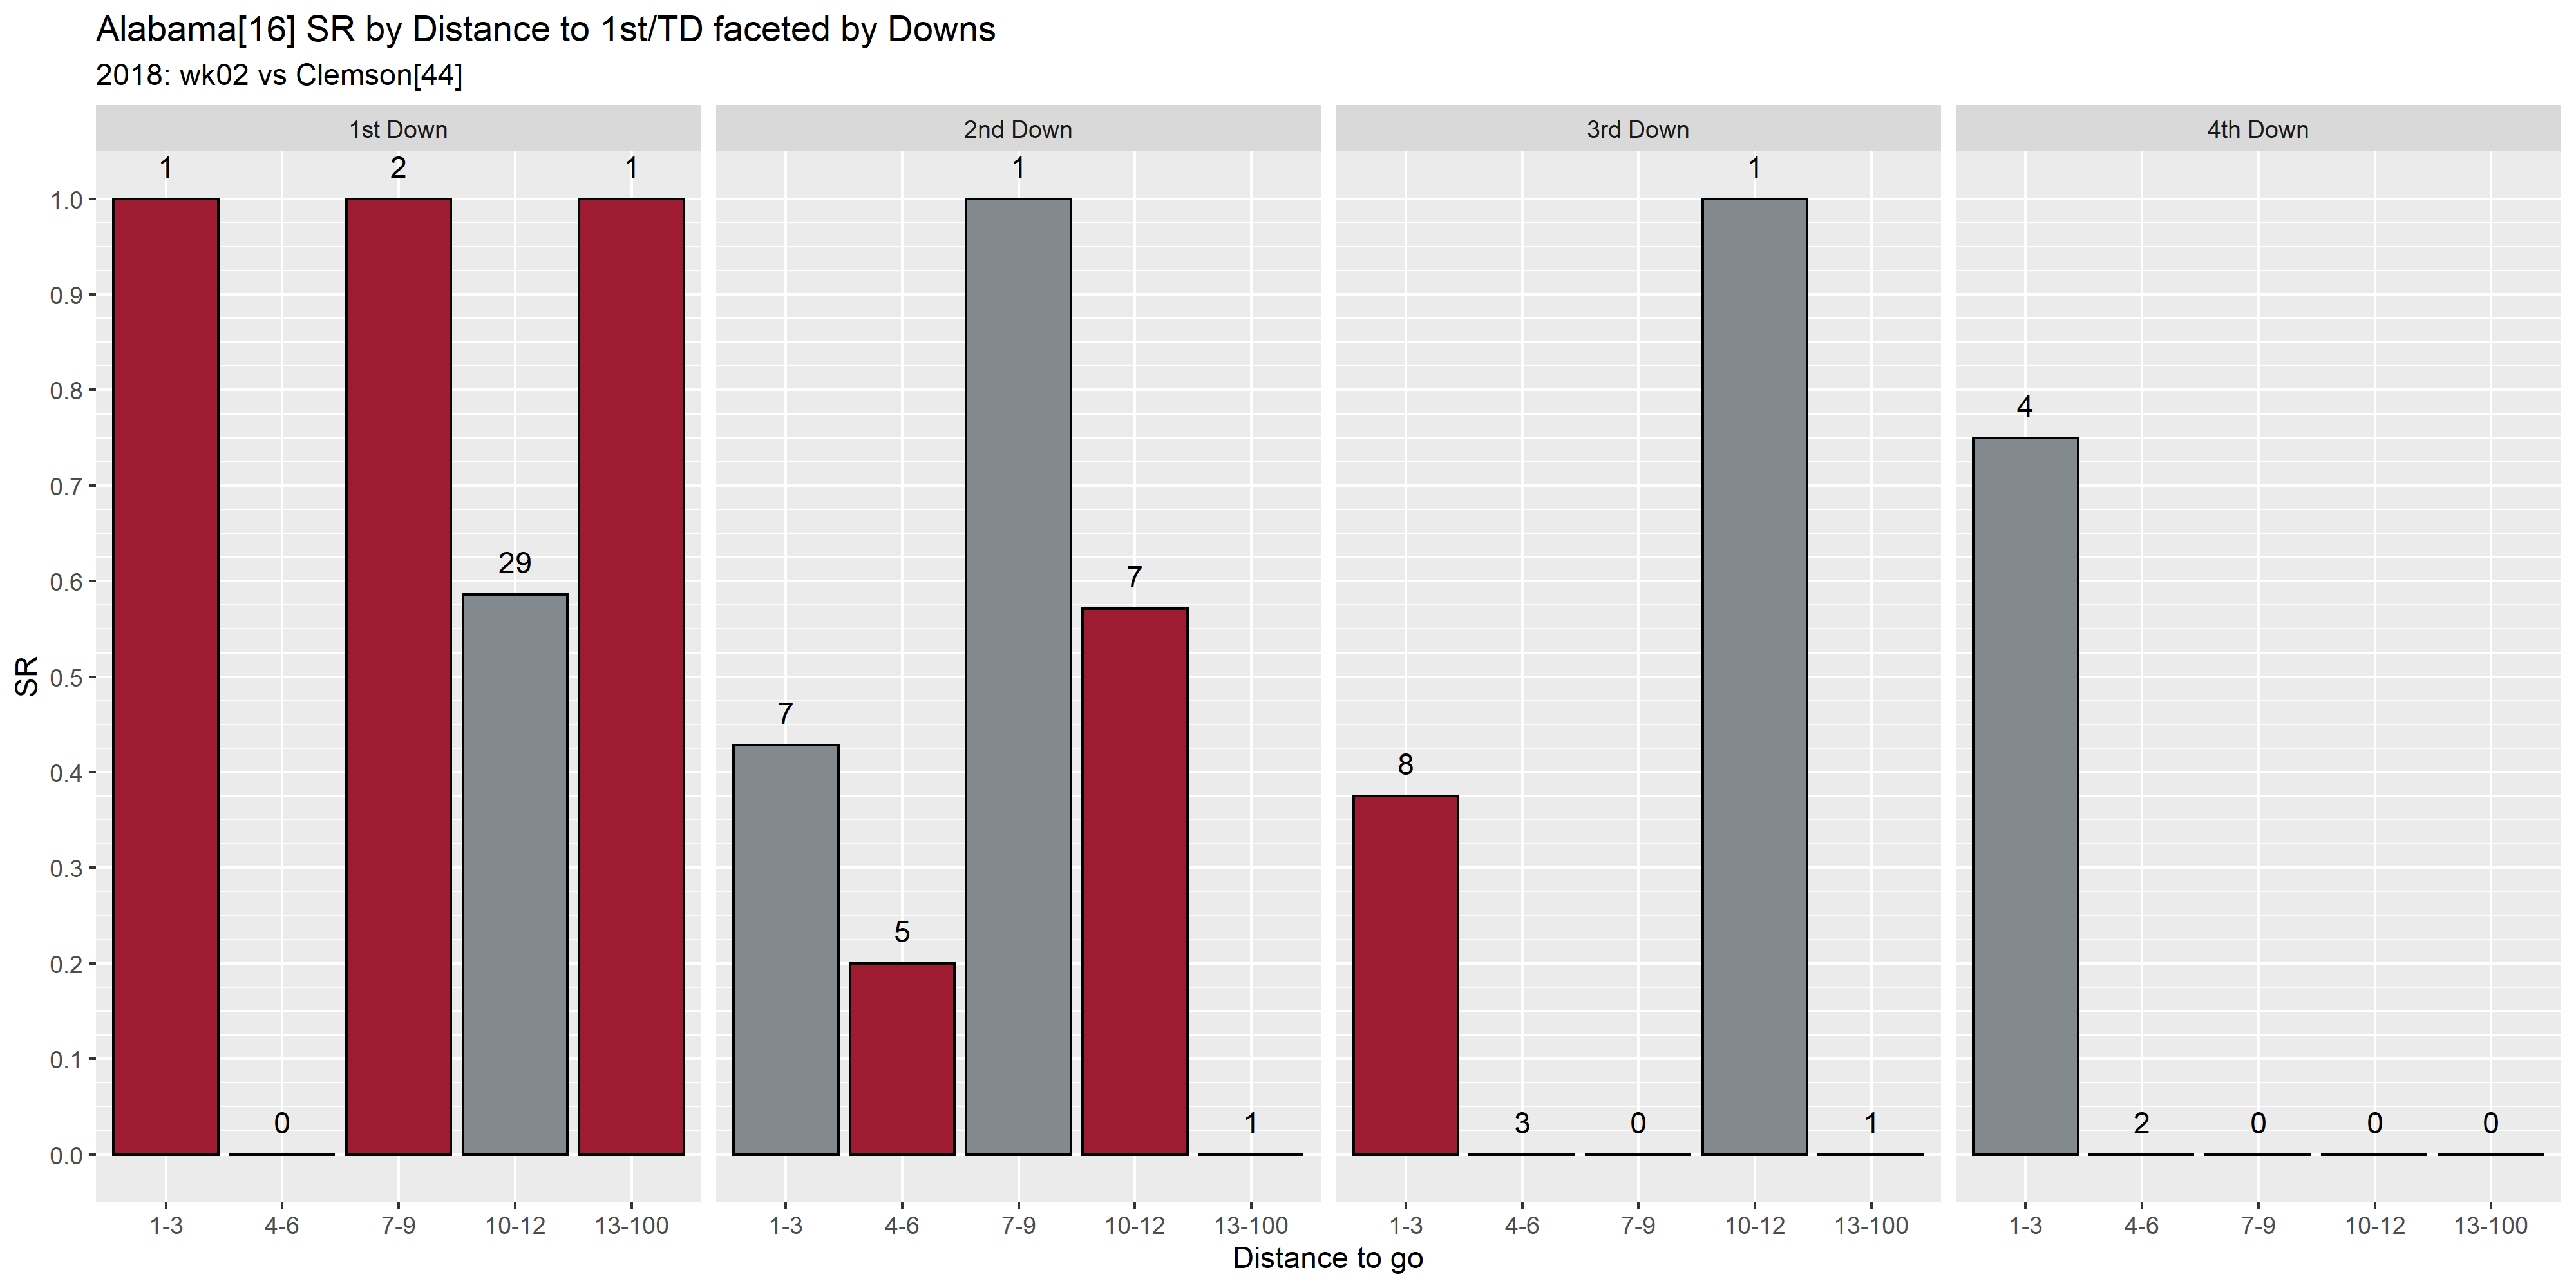 Alabama[16] SR by Distance to 1st/TD faceted by Downs
2018: wk02 vs Clemson[44]
1st Down
2nd Down
3rd Down
4th Down
SR
1.0
0.9
0.8
0.7
0.6
0.5
0.4
0.3
0.2
0.1
0.0
1 0 2 29 1
7 5 1 7 1
8 3 0 1 1
4 2 0 0 0
1-3 4-6 7-9 10-12 13-100
1-3 4-6 7-9 10-12 13-100
1-3 4-6 7-9 10-12 13-100
1-3 4-6 7-9 10-12 13-100
Distance to go